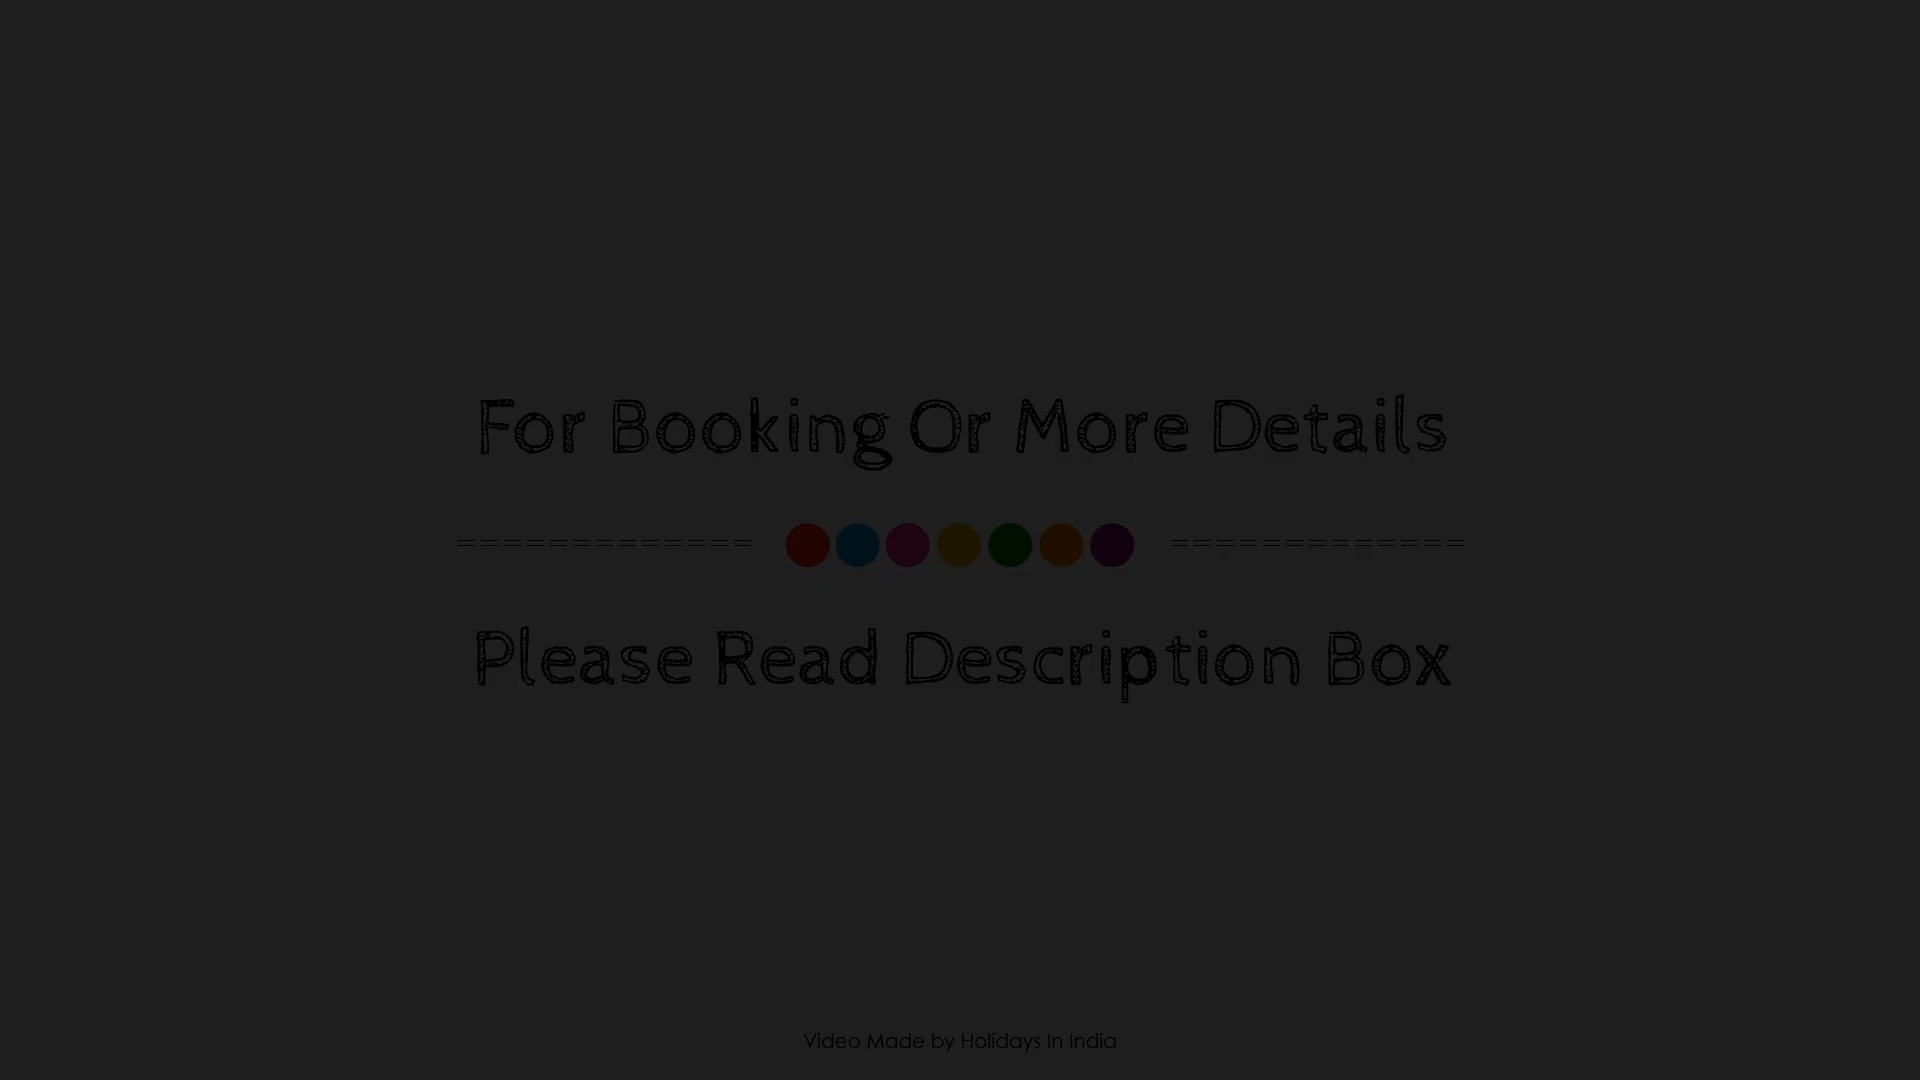 For Booking Or More Details
============= =============
Please Read Description Box
Video Made by Holidays In India